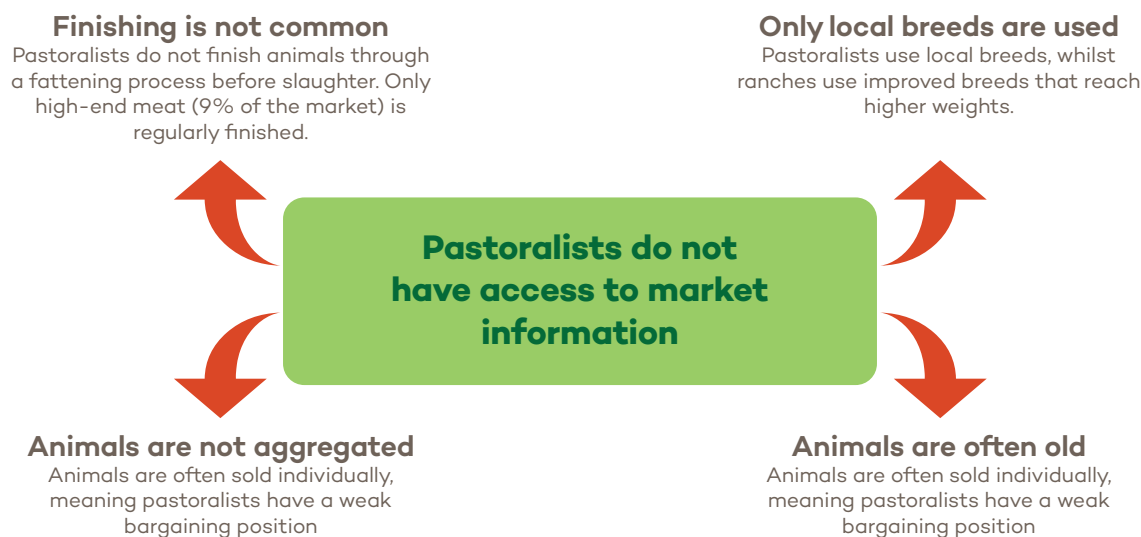 Finishing is not common
Pastoralists do not finish animals through
a fattening process before slaughter. Only
high-end meat (9% of the market) is
regularly finished.
Only local breeds are used
Pastoralists use local breeds, whilst
ranches use improved breeds that reach
higher weights.
Pastoralists do not
have access to market
information
Animals are not aggregated
Animals are often sold individually,
meaning pastoralists have a weak
bargaining position
Animals are often old
Animals are often sold individually,
meaning pastoralists have a weak
bargaining position